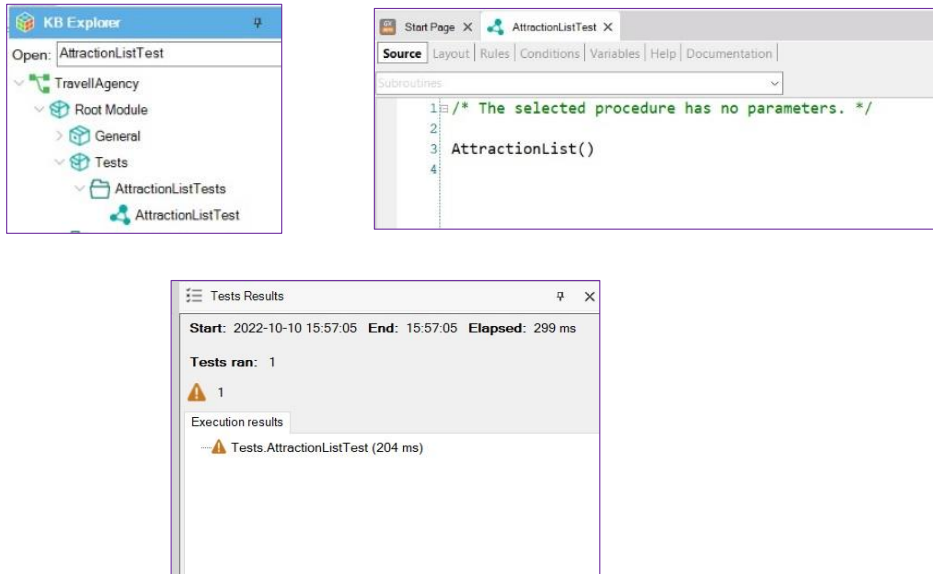 KB Explorer
Open: AttractionListTest
TravellAgency
Root Module
General
Tests
AttractionListTests
AttractionListTest
Start Page X AttractionListTest X
Source Layout Rules Conditions Variables Help Documentation
Subroutines
1 /* The selected procedure has no parameters. */
2
3 AttractionList()
4
Tests Results
Start: 2022-10-10 15:57:05 End: 15:57:05 Elapsed: 299 ms
Tests ran: 1
1
Execution results
Tests.AttractionListTest (204 ms)